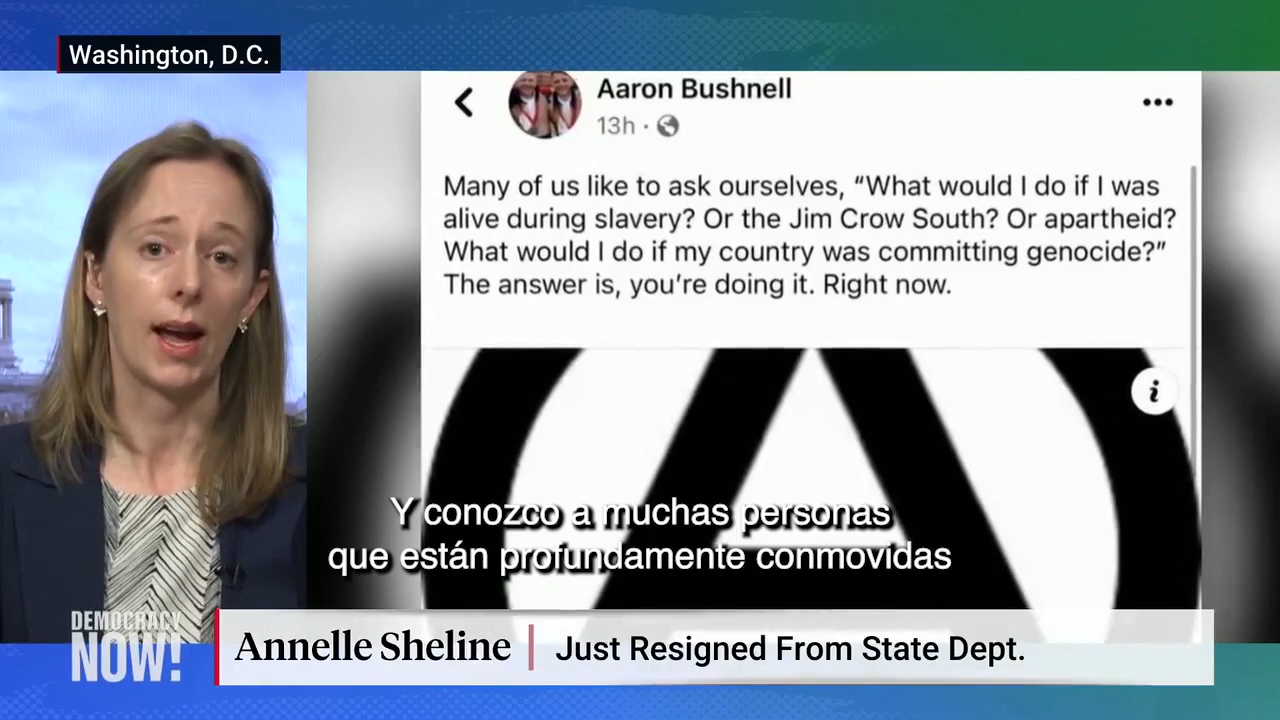 Washington, D.C.
Aaron Bushnell
13h ·
Many of us like to ask ourselves, “What would I do if I was
alive during slavery? Or the Jim Crow South? Or apartheid?
What would I do if my country was committing genocide?”
The answer is, you’re doing it. Right now.
i
Y conozco a muchas personas
que están profundamente conmovidas
DEMOCRACY
NOW!
Annelle Sheline | Just Resigned From State Dept.